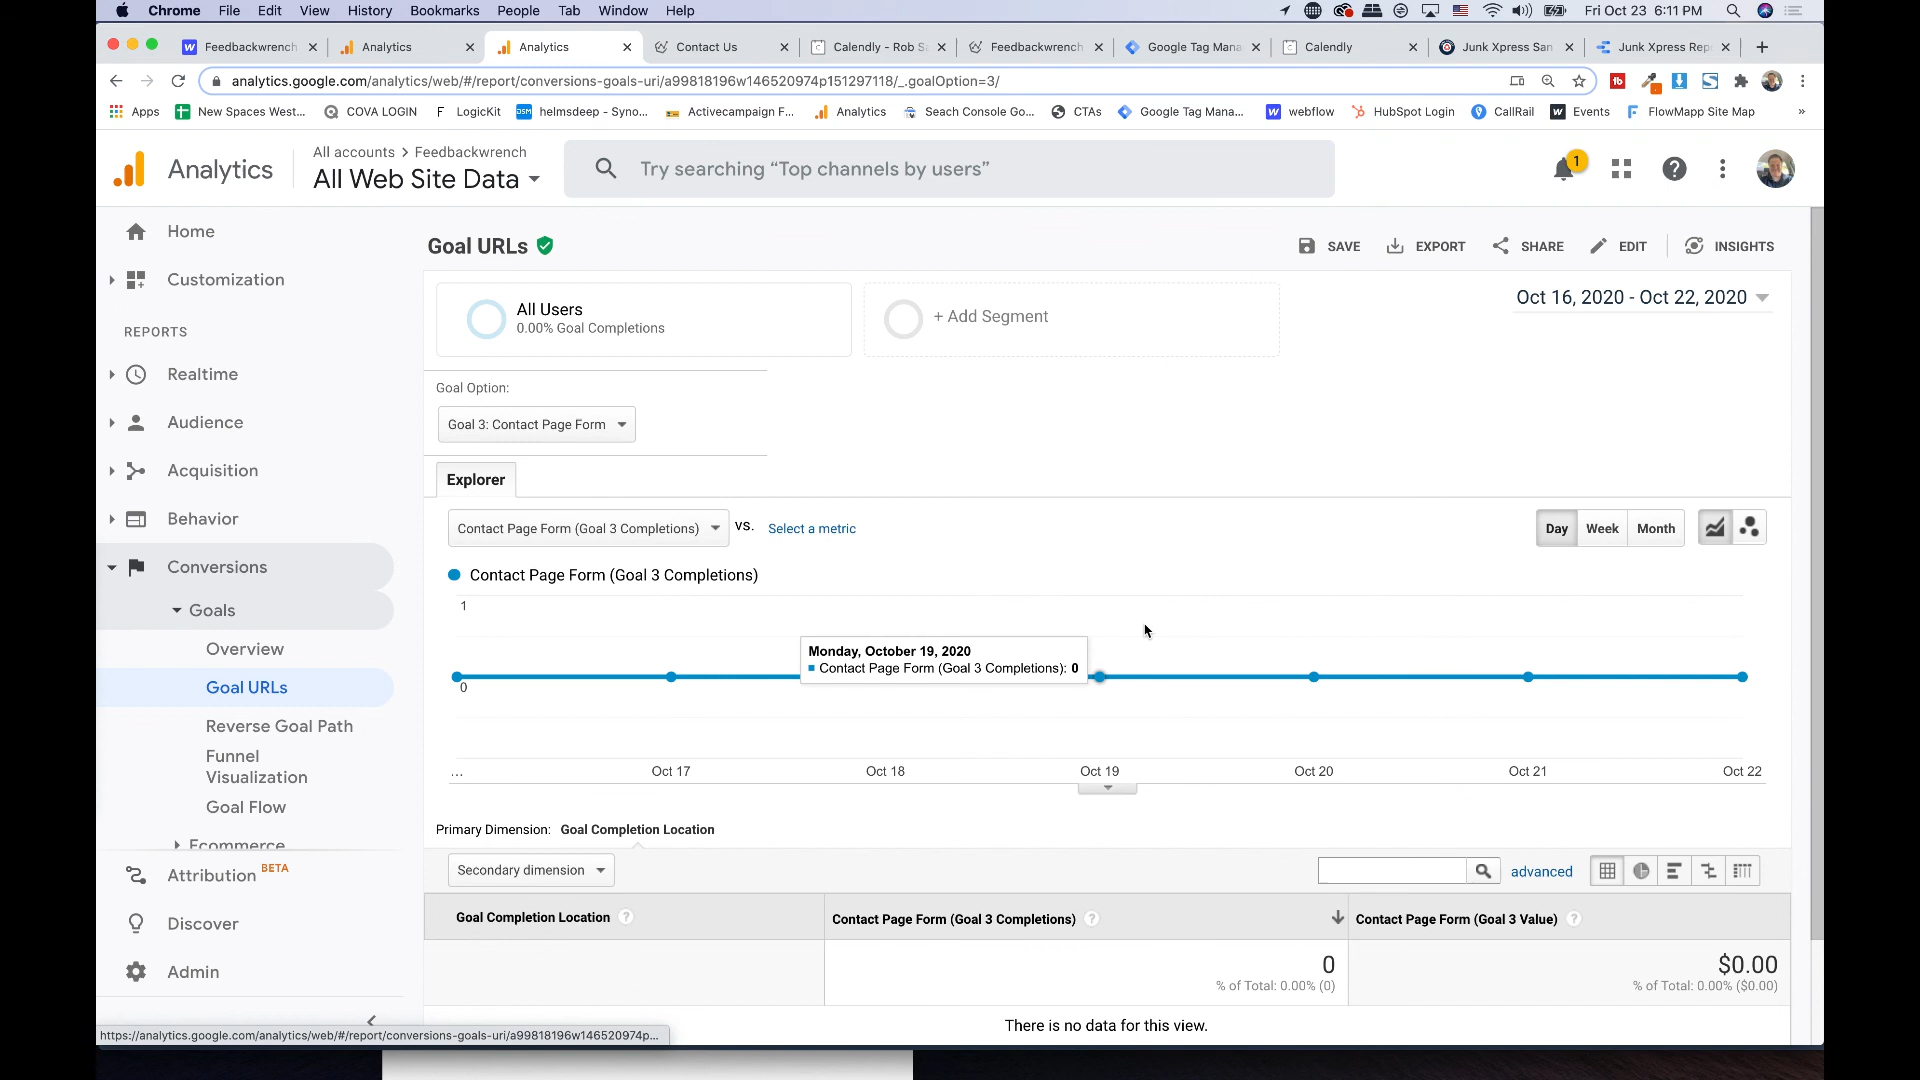 Chrome File Edit View History Bookmarks People Tab Window Help
Fri Oct 23 6:11 PM
Feedbackwrench
Analytics
Analytics
Contact Us
Calendly - Rob S
Feedbackwrench
Google Tag Mana
Calendly
Junk Xpress San
Junk Xpress Rep
analytics.google.com/analytics/web/#/report/conversions-goals-uri/a99818196w146520974p151297118/_.goalOption=3/
Apps
New Spaces West...
COVA LOGIN
LogicKit
helmsdeep - Syno...
Activecampaign F...
Analytics
Seach Console Go...
CTAs
Google Tag Mana...
webflow
HubSpot Login
CallRail
Events
FlowMapp Site Map
»
Analytics
All accounts > Feedbackwrench
All Web Site Data
Try searching “Top channels by users”
1
Home
Customization
REPORTS
Realtime
Audience
Acquisition
Behavior
Conversions
Goals
Overview
Goal URLs
Reverse Goal Path
Funnel
Visualization
Goal Flow
Ecommerce
Attribution BETA
Discover
Admin
https://analytics.google.com/analytics/web/#/report/conversions-goals-uri/a99818196w146520974p...
Goal URLs
SAVE
EXPORT
SHARE
EDIT
INSIGHTS
All Users
0.00% Goal Completions
+ Add Segment
Oct 16, 2020 - Oct 22, 2020
Goal Option:
Goal 3: Contact Page Form
Explorer
Contact Page Form (Goal 3 Completions)
VS.
Select a metric
Day Week Month
Contact Page Form (Goal 3 Completions)
1
0
Monday, October 19, 2020
Contact Page Form (Goal 3 Completions): 0
... Oct 17 Oct 18 Oct 19 Oct 20 Oct 21 Oct 22
Primary Dimension: Goal Completion Location
Secondary dimension
advanced
Goal Completion Location ?
Contact Page Form (Goal 3 Completions) ?
Contact Page Form (Goal 3 Value) ?
0
% of Total: 0.00% (0)
$0.00
% of Total: 0.00% ($0.00)
There is no data for this view.